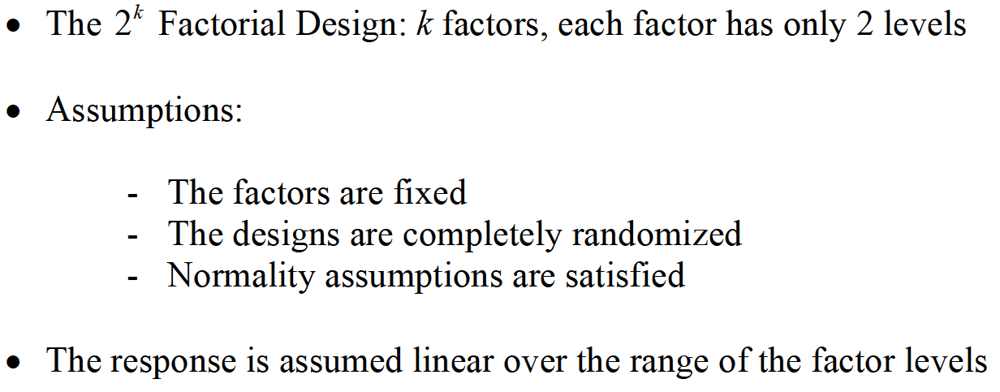 • The 2^k Factorial Design: k factors, each factor has only 2 levels
• Assumptions:
- The factors are fixed
- The designs are completely randomized
- Normality assumptions are satisfied
• The response is assumed linear over the range of the factor levels